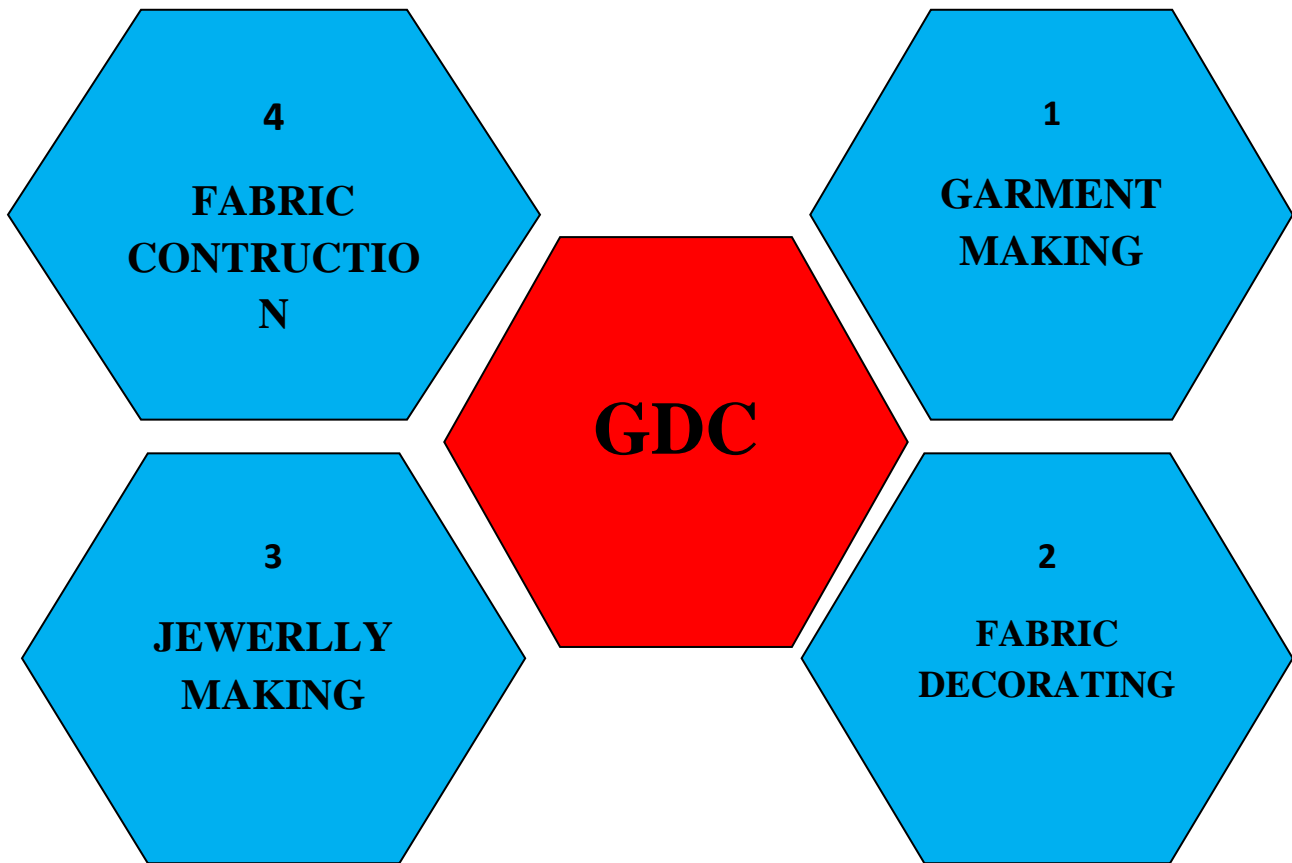 4
FABRIC
CONTRUCTIO
N
1
GARMENT
MAKING
GDC
3
JEWERLLY
MAKING
2
FABRIC
DECORATING